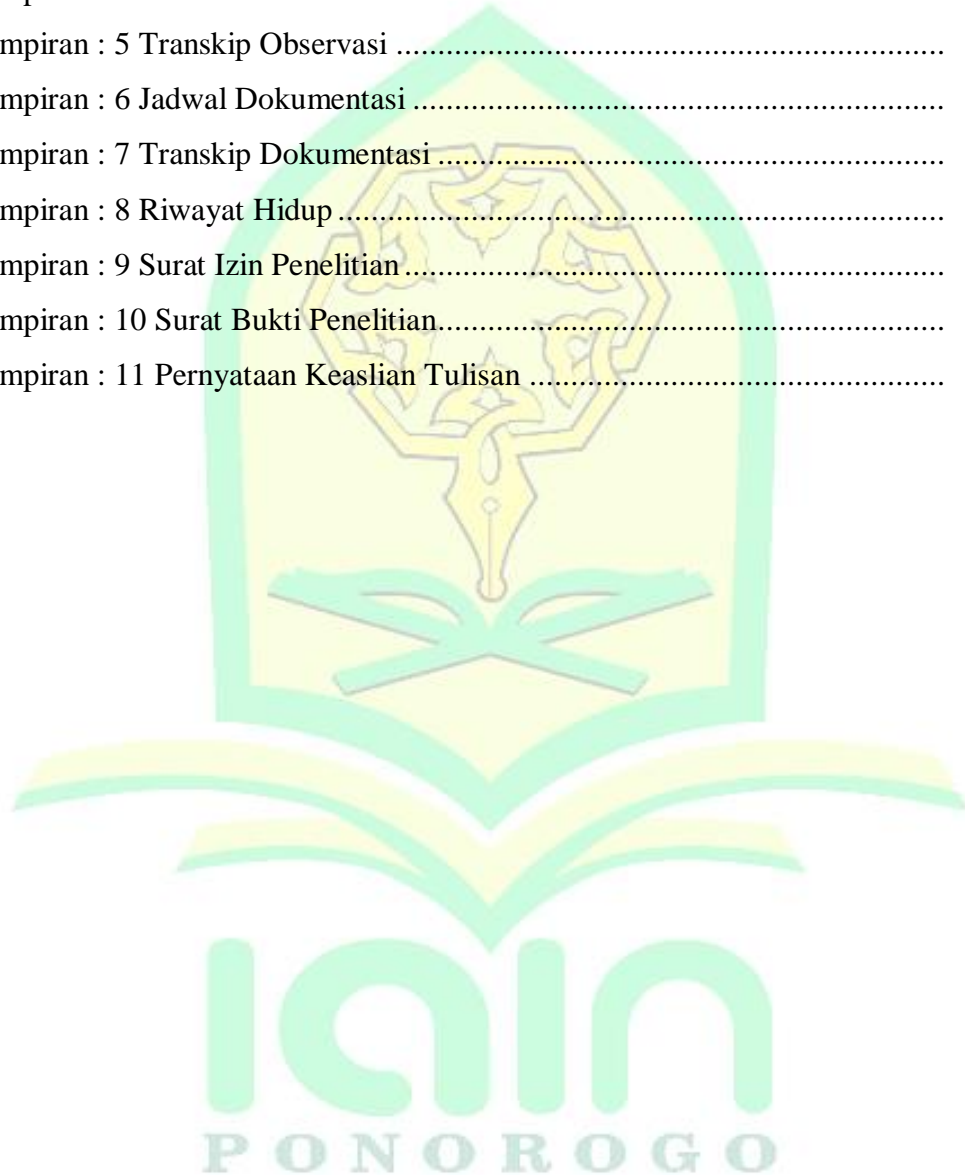 mpiran : 5 Transkip Observasi ....................................................................
mpiran : 6 Jadwal Dokumentasi ..................................................................
mpiran : 7 Transkip Dokumentasi ...............................................................
mpiran : 8 Riwayat Hidup ...........................................................................
mpiran : 9 Surat Izin Penelitian ...................................................................
mpiran : 10 Surat Bukti Penelitian...............................................................
mpiran : 11 Pernyataan Keaslian Tulisan ....................................................
iain
PONOROGO